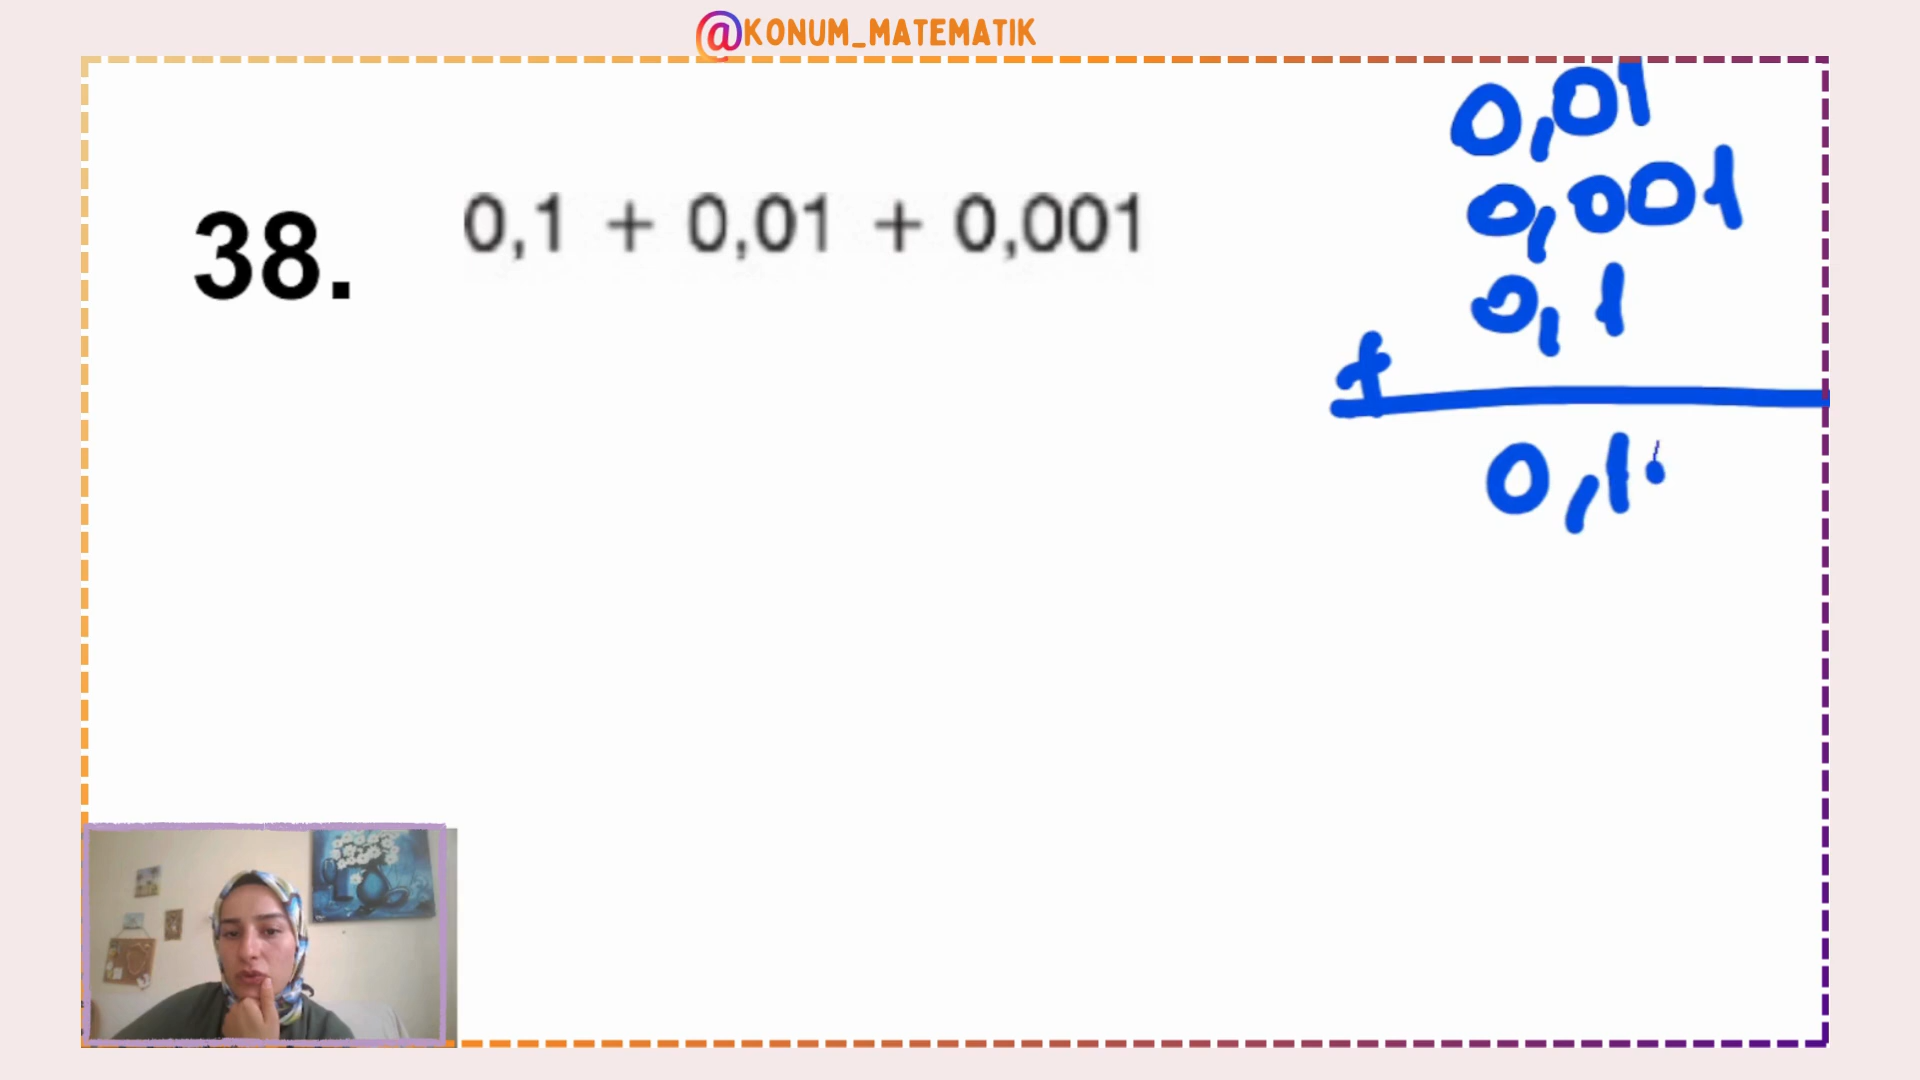 @KONUM_MATEMATIK
38. 0,1 + 0,01 + 0,001
0,01
0,001
0,1
+
0,1